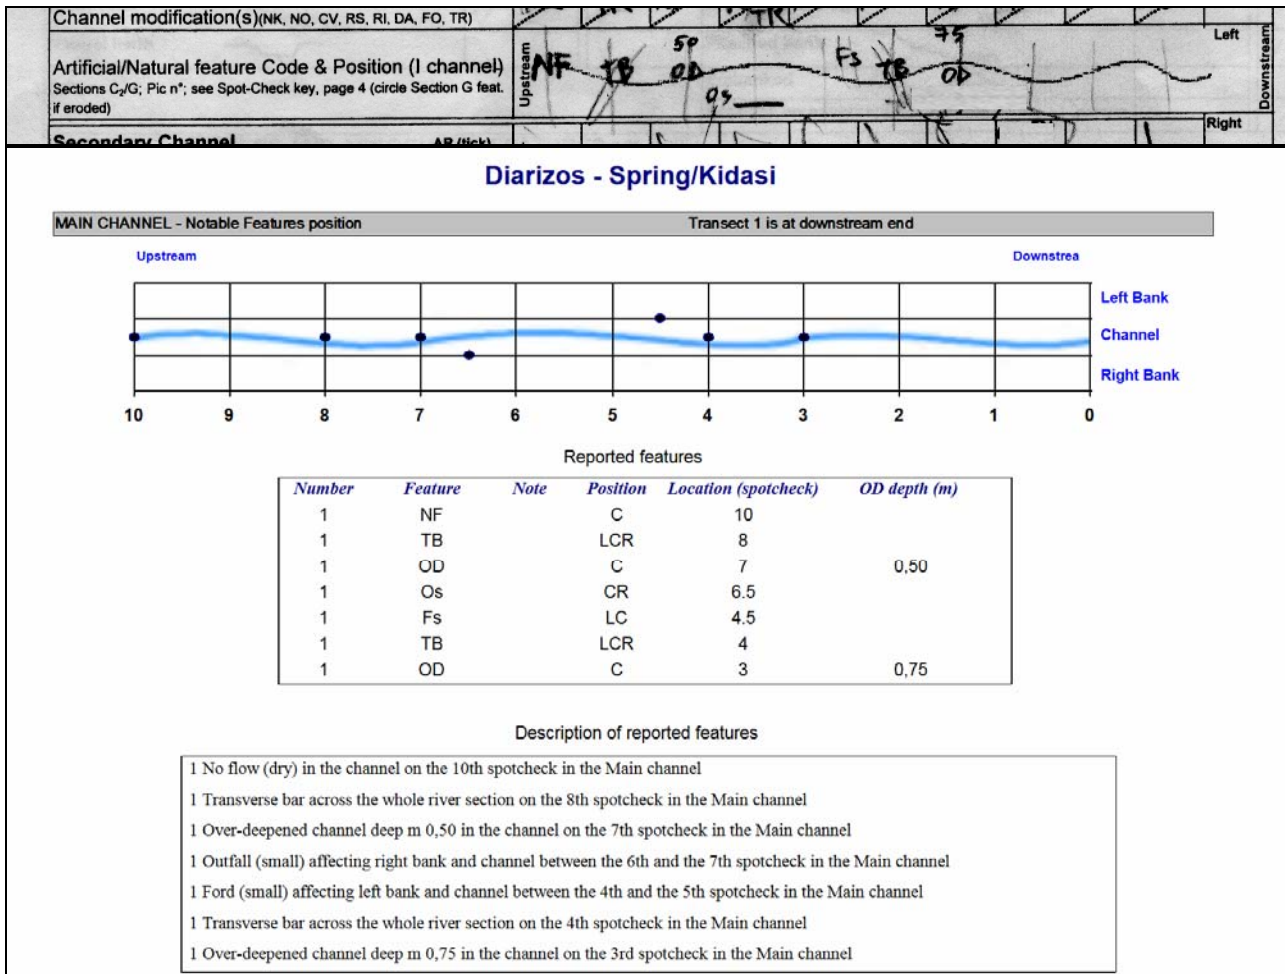 Channel modification(s)(NK, NO, CV, RS, RI, DA, FO, TR)
TR
Artificial/Natural feature Code & Position (I channel)
Sections C₂/G; Pic n°; see Spot-Check key, page 4 (circle Section G feat.
if eroded)
Upstream
NF TB 50 OD Os Fs TB 75 OD
Left
Right
Downstream
Secondary Channel AR (tick)
Diarizos - Spring/Kidasi
MAIN CHANNEL - Notable Features position Transect 1 is at downstream end
Upstream Downstrea
Left Bank
Channel
Right Bank
10 9 8 7 6 5 4 3 2 1 0
Reported features
Number Feature Note Position Location (spotcheck) OD depth (m)
1 NF C 10
1 TB LCR 8
1 OD C 7 0,50
1 Os CR 6.5
1 Fs LC 4.5
1 TB LCR 4
1 OD C 3 0,75
Description of reported features
1 No flow (dry) in the channel on the 10th spotcheck in the Main channel
1 Transverse bar across the whole river section on the 8th spotcheck in the Main channel
1 Over-deepened channel deep m 0,50 in the channel on the 7th spotcheck in the Main channel
1 Outfall (small) affecting right bank and channel between the 6th and the 7th spotcheck in the Main channel
1 Ford (small) affecting left bank and channel between the 4th and the 5th spotcheck in the Main channel
1 Transverse bar across the whole river section on the 4th spotcheck in the Main channel
1 Over-deepened channel deep m 0,75 in the channel on the 3rd spotcheck in the Main channel